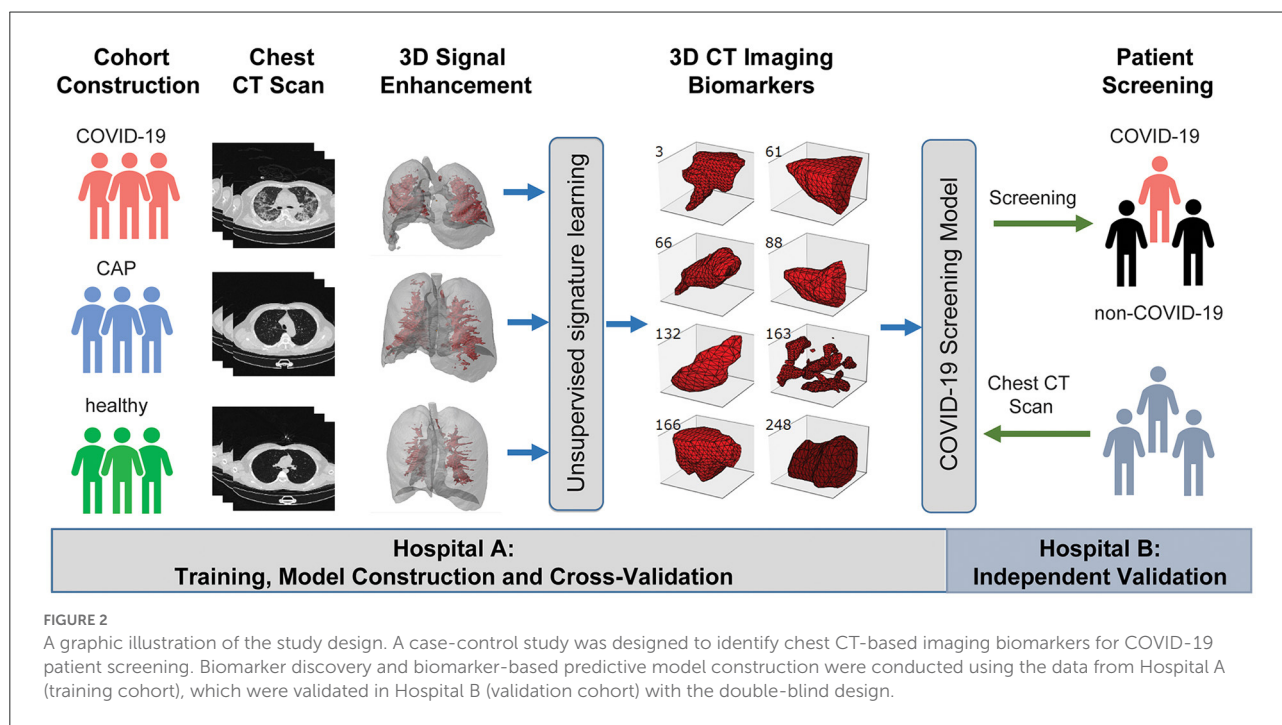 Cohort
Construction
Chest
CT Scan
3D Signal
Enhancement
3D CT Imaging
Biomarkers
Patient
Screening
COVID-19
CAP
healthy
Unsupervised signature learning
3
61
66
88
132
163
166
248
COVID-19 Screening Model
Screening
COVID-19
non-COVID-19
Chest CT
Scan
Hospital A:
Training, Model Construction and Cross-Validation
Hospital B:
Independent Validation
FIGURE 2
A graphic illustration of the study design. A case-control study was designed to identify chest CT-based imaging biomarkers for COVID-19
patient screening. Biomarker discovery and biomarker-based predictive model construction were conducted using the data from Hospital A
(training cohort), which were validated in Hospital B (validation cohort) with the double-blind design.